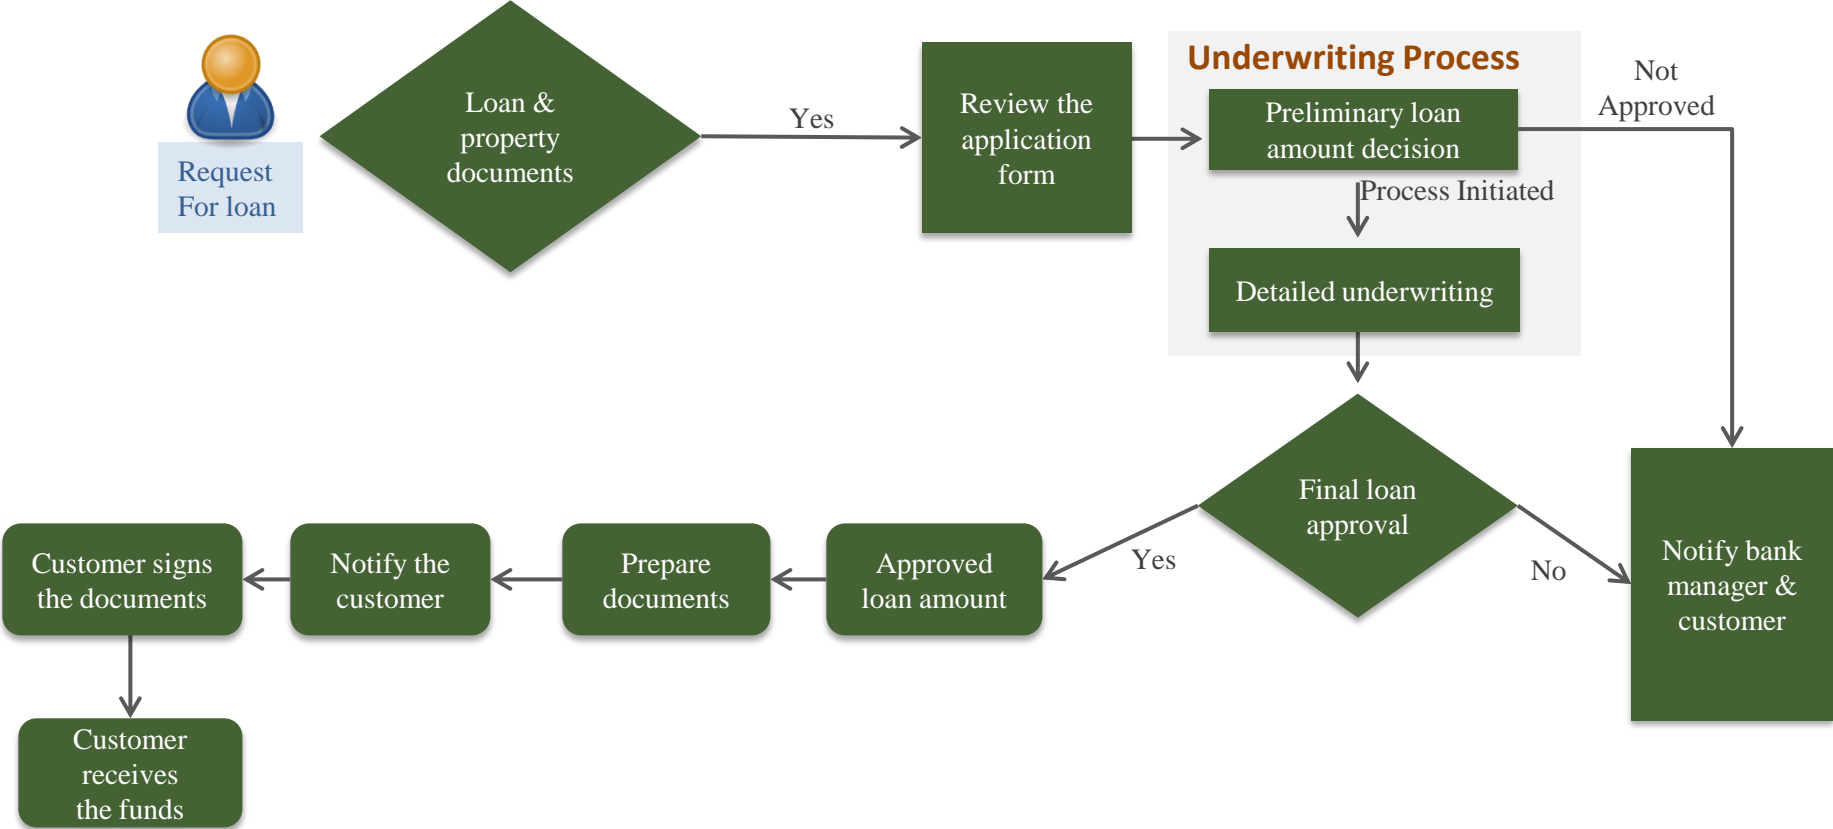 Request
For loan
Loan &
property
documents
Yes
Review the
application
form
Underwriting Process
Preliminary loan
amount decision
Not
Approved
Process Initiated
Detailed underwriting
Final loan
approval
Yes
No
Notify bank
manager &
customer
Approved
loan amount
Prepare
documents
Notify the
customer
Customer signs
the documents
Customer
receives
the funds